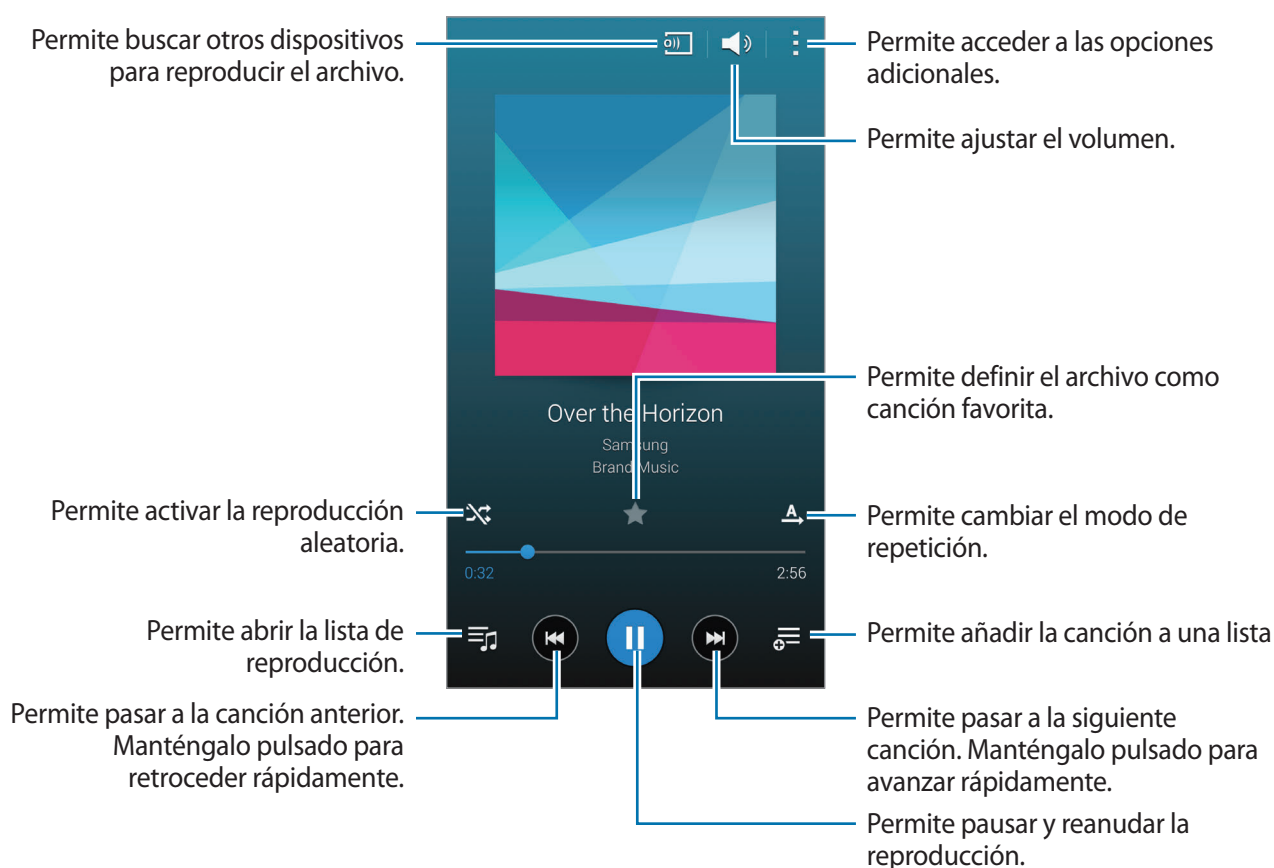 Permite buscar otros dispositivos
para reproducir el archivo.
Permite acceder a las opciones
adicionales.
Permite ajustar el volumen.
Permite definir el archivo como
canción favorita.
Over the Horizon
Samsung
Brand Music
Permite activar la reproducción
aleatoria.
A
Permite cambiar el modo de
repetición.
0:32
2:56
Permite abrir la lista de
reproducción.
Permite añadir la canción a una lista
Permite pasar a la canción anterior.
Manténgalo pulsado para
retroceder rápidamente.
Permite pasar a la siguiente
canción. Manténgalo pulsado para
avanzar rápidamente.
Permite pausar y reanudar la
reproducción.